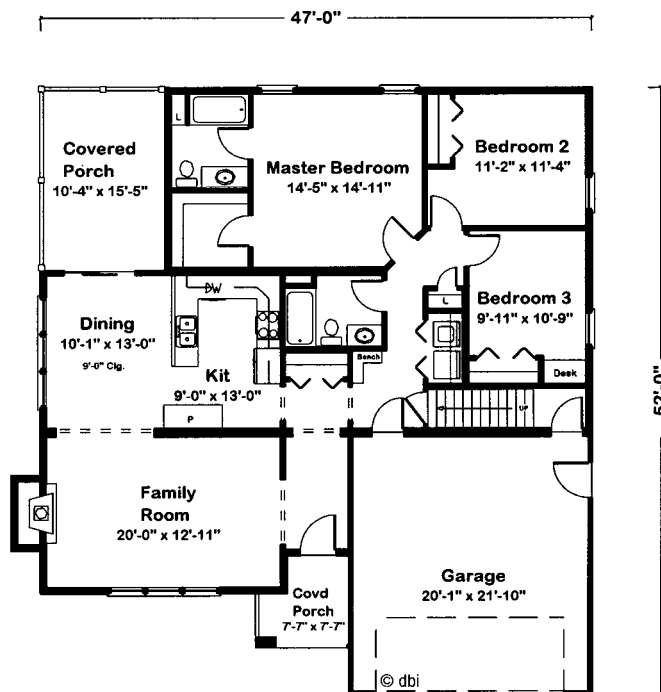 47'-0"
Covered
Porch
10'-4" x 15'-5"
L
Master Bedroom
14'-5" x 14'-11"
Bedroom 2
11'-2" x 11'-4"
Dining
10'-1" x 13'-0"
9'-0" Clg.
DW
Kit
9'-0" x 13'-0"
P
Bench
L
Bedroom 3
9'-11" x 10'-9"
Desk
UP
52'-0"
Family
Room
20'-0" x 12'-11"
Covd
Porch
7'-7" x 7'-7"
Garage
20'-1" x 21'-10"
© dbi